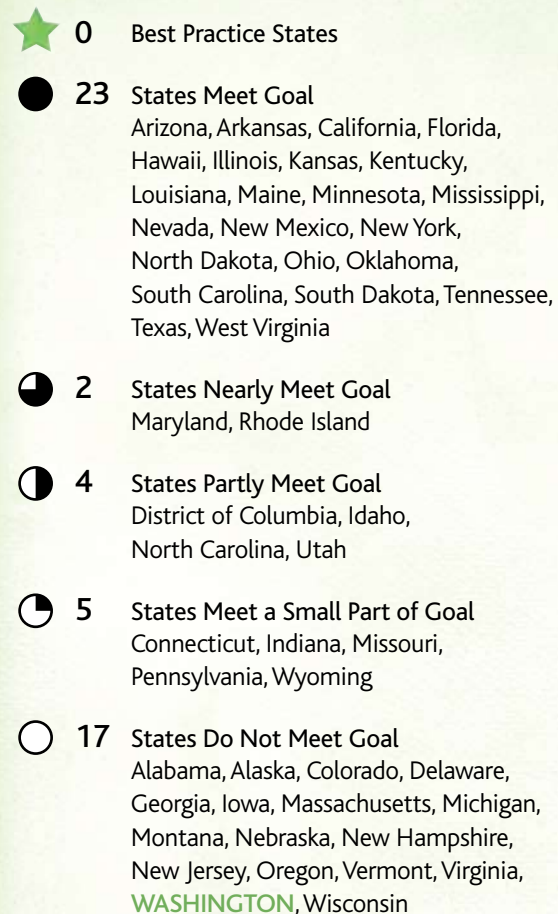 0 Best Practice States
23 States Meet Goal
Arizona, Arkansas, California, Florida,
Hawaii, Illinois, Kansas, Kentucky,
Louisiana, Maine, Minnesota, Mississippi,
Nevada, New Mexico, New York,
North Dakota, Ohio, Oklahoma,
South Carolina, South Dakota, Tennessee,
Texas, West Virginia
2 States Nearly Meet Goal
Maryland, Rhode Island
4 States Partly Meet Goal
District of Columbia, Idaho,
North Carolina, Utah
5 States Meet a Small Part of Goal
Connecticut, Indiana, Missouri,
Pennsylvania, Wyoming
17 States Do Not Meet Goal
Alabama, Alaska, Colorado, Delaware,
Georgia, Iowa, Massachusetts, Michigan,
Montana, Nebraska, New Hampshire,
New Jersey, Oregon, Vermont, Virginia,
WASHINGTON, Wisconsin